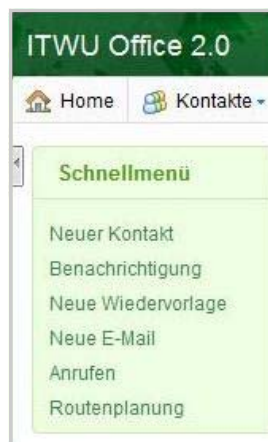 ITWU Office 2.0
Home Kontakte
Schnellmenü
Neuer Kontakt
Benachrichtigung
Neue Wiedervorlage
Neue E-Mail
Anrufen
Routenplanung